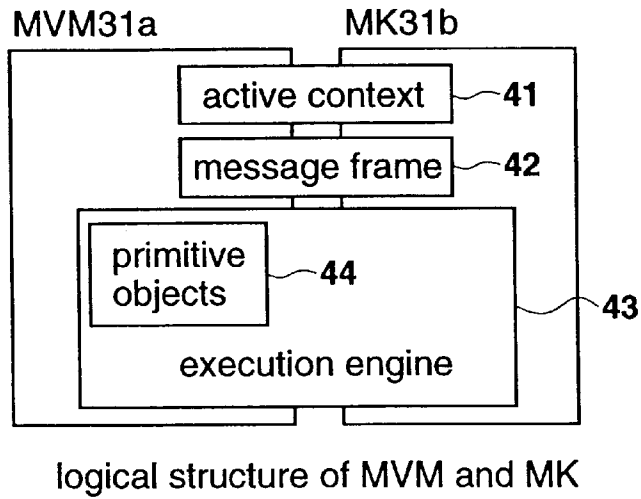 MVM31a MK31b
active context 41
message frame 42
primitive
objects 44
43
execution engine
logical structure of MVM and MK